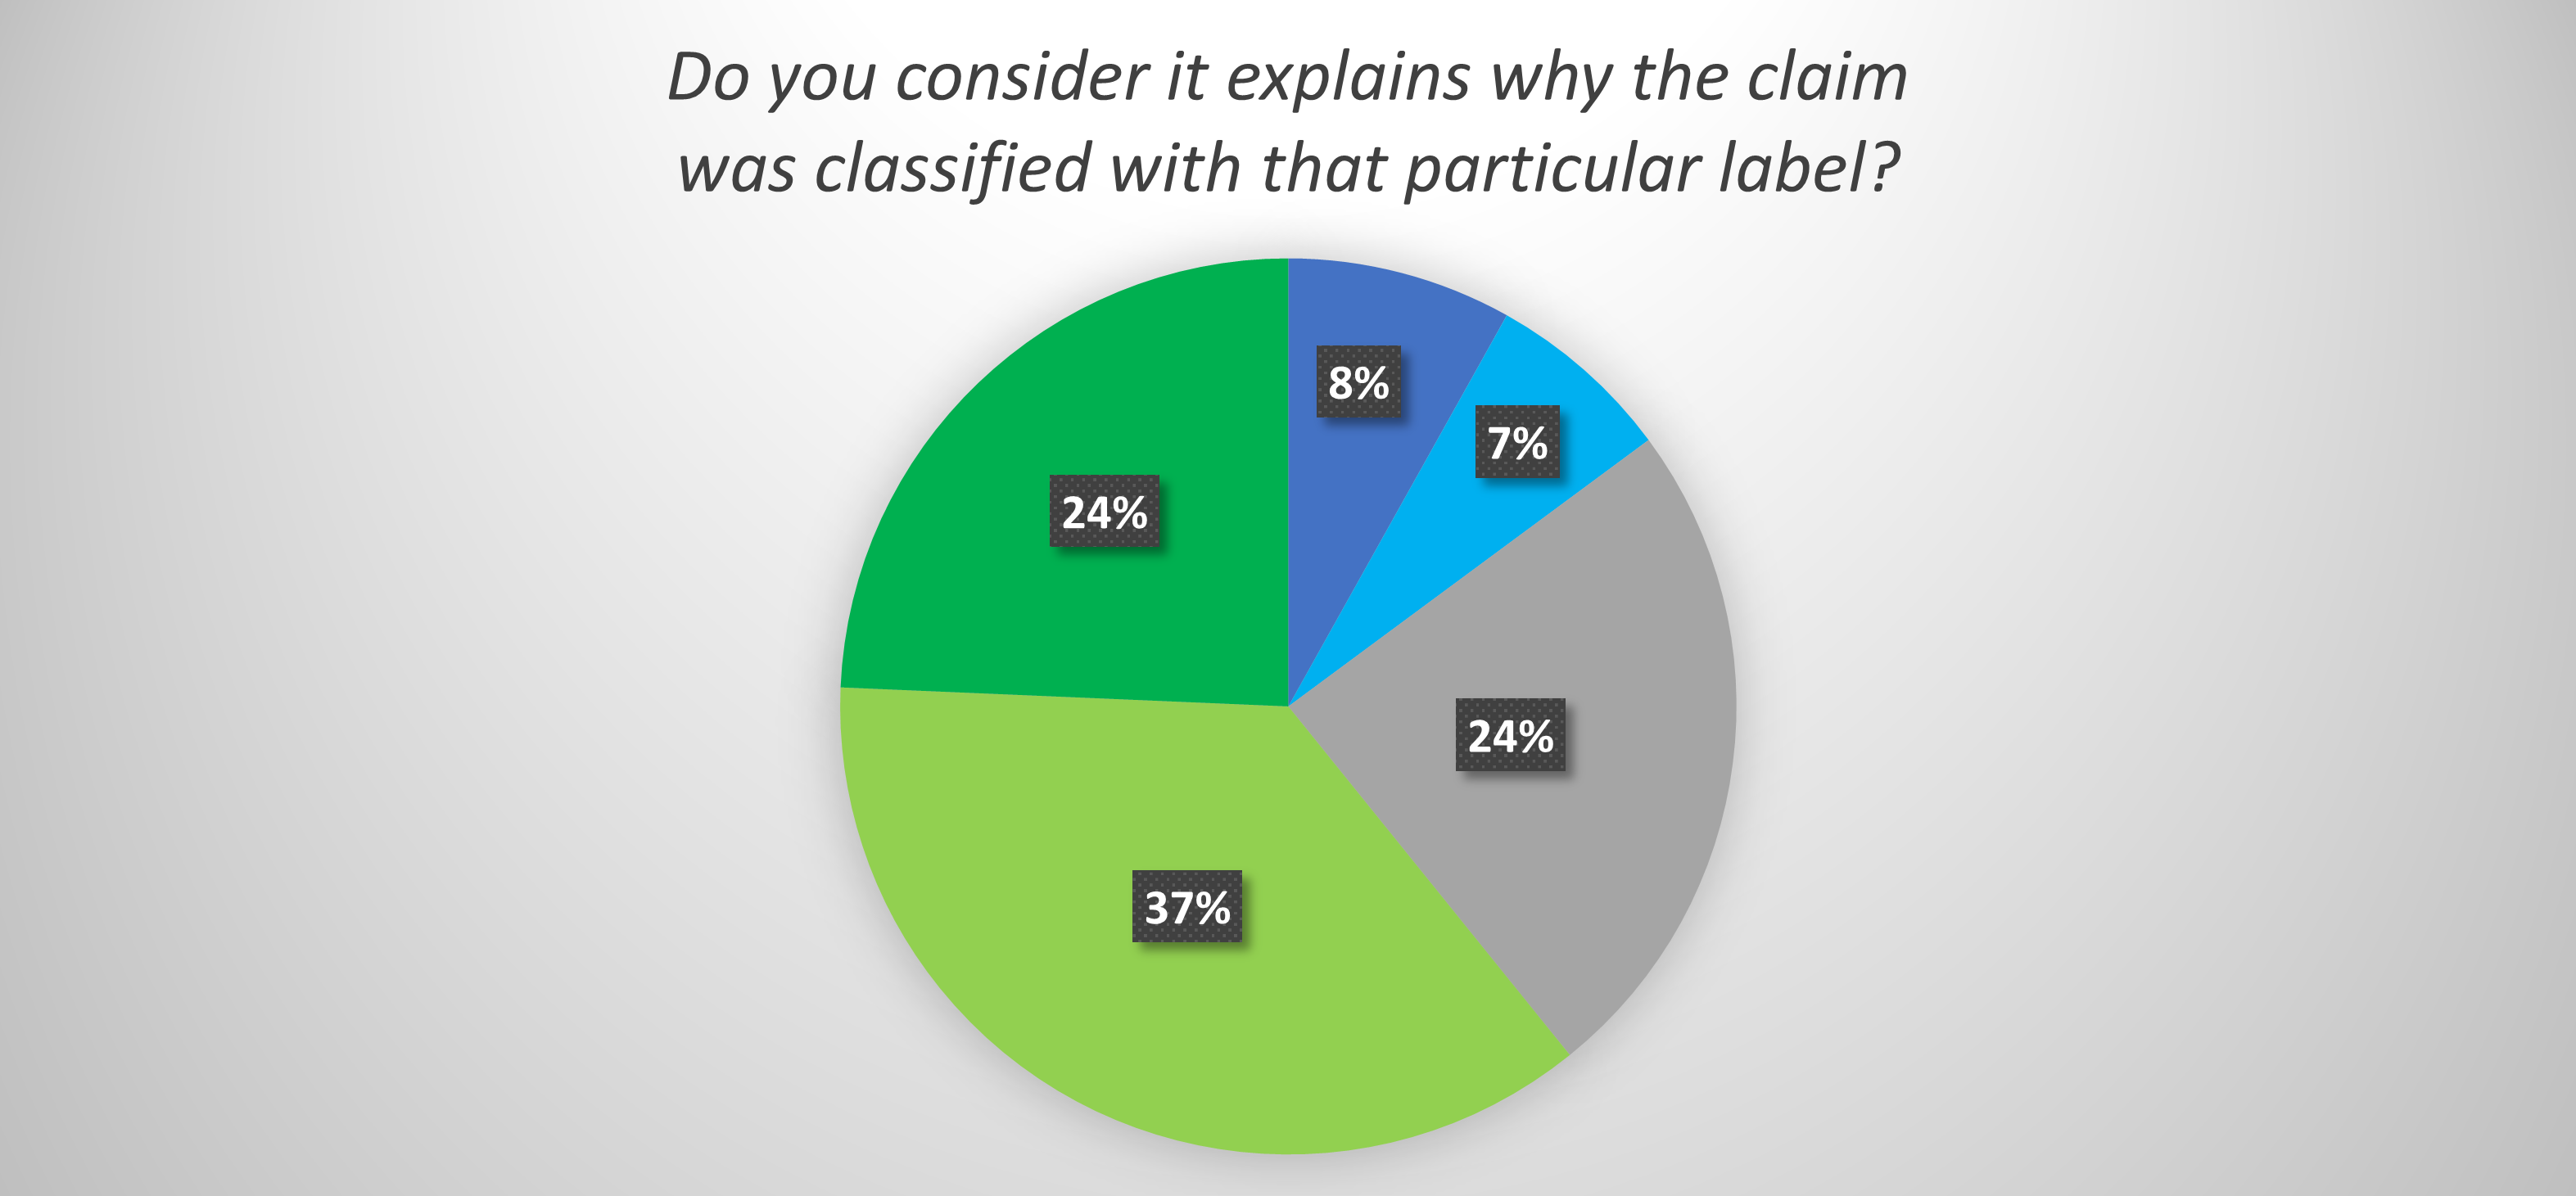 Do you consider it explains why the claim
was classified with that particular label?
8%
7%
24%
24%
37%